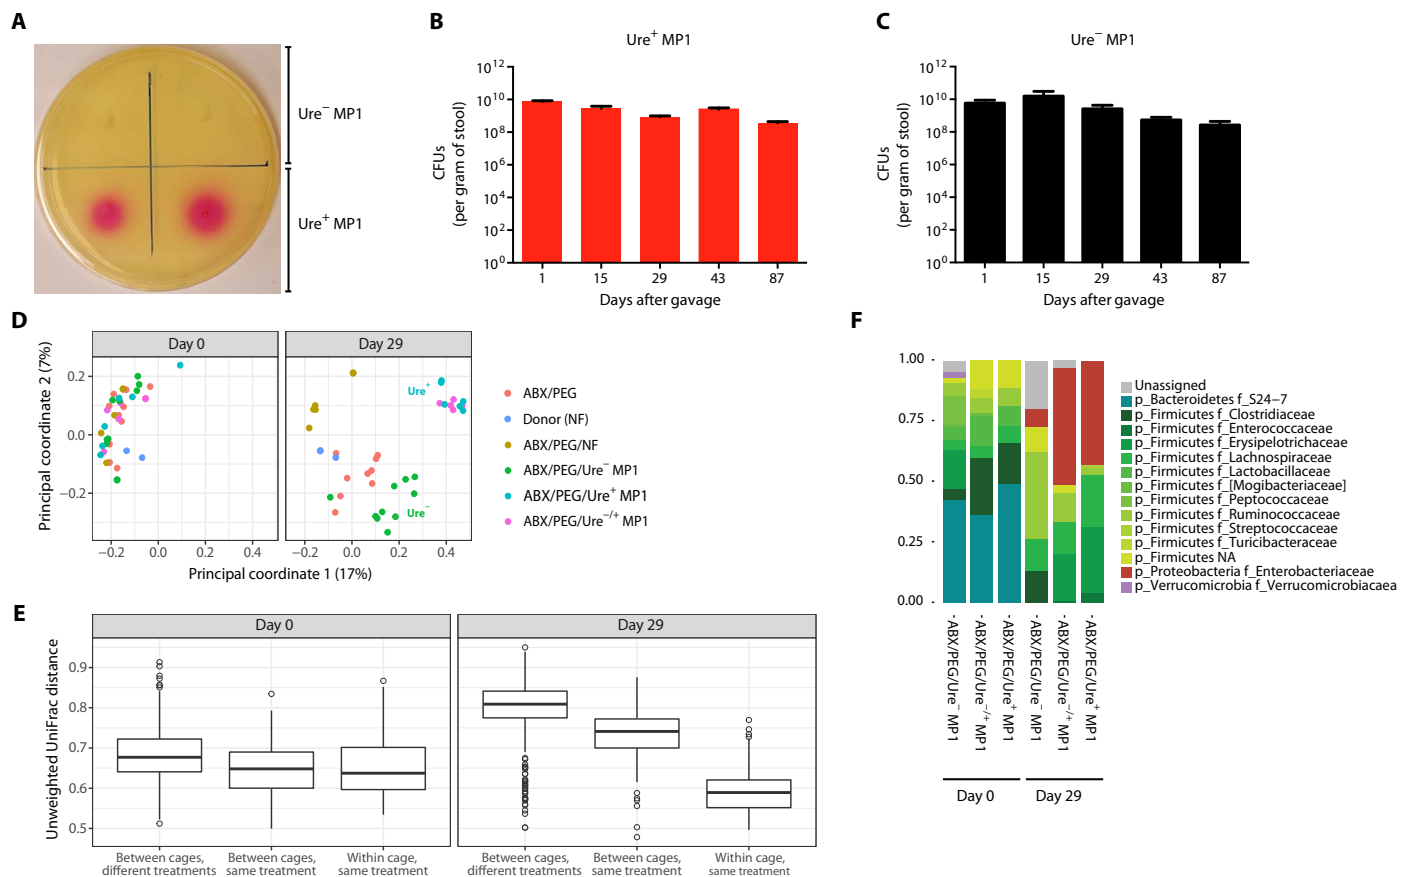 A
Ure⁻ MP1
Ure⁺ MP1
B
Ure⁺ MP1
CFUs
(per gram of stool)
10¹²
10¹⁰
10⁸
10⁶
10⁴
10²
10⁰
1 15 29 43 87
Days after gavage
C
Ure⁻ MP1
CFUs
(per gram of stool)
10¹²
10¹⁰
10⁸
10⁶
10⁴
10²
10⁰
1 15 29 43 87
Days after gavage
D
Day 0 Day 29
Principal coordinate 2 (7%)
0.2
0.0
−0.2
Ure⁺
Ure⁻
−0.2 0.0 0.2 0.4 −0.2 0.0 0.2 0.4
Principal coordinate 1 (17%)
ABX/PEG
Donor (NF)
ABX/PEG/NF
ABX/PEG/Ure⁻ MP1
ABX/PEG/Ure⁺ MP1
ABX/PEG/Ure⁻/⁺ MP1
E
Day 0 Day 29
Unweighted UniFrac distance
0.9
0.8
0.7
0.6
0.5
Between cages, different treatments
Between cages, same treatment
Within cage, same treatment
Between cages, different treatments
Between cages, same treatment
Within cage, same treatment
F
1.00
0.75
0.50
0.25
0.00
ABX/PEG/Ure⁻ MP1
ABX/PEG/Ure⁻/⁺ MP1
ABX/PEG/Ure⁺ MP1
ABX/PEG/Ure⁻ MP1
ABX/PEG/Ure⁻/⁺ MP1
ABX/PEG/Ure⁺ MP1
Day 0 Day 29
Unassigned
p_Bacteroidetes f_S24−7
p_Firmicutes f_Clostridiaceae
p_Firmicutes f_Enterococcaceae
p_Firmicutes f_Erysipelotrichaceae
p_Firmicutes f_Lachnospiraceae
p_Firmicutes f_Lactobacillaceae
p_Firmicutes f_[Mogibacteriaceae]
p_Firmicutes f_Peptococcaceae
p_Firmicutes f_Ruminococcaceae
p_Firmicutes f_Streptococcaceae
p_Firmicutes f_Turicibacteraceae
p_Firmicutes NA
p_Proteobacteria f_Enterobacteriaceae
p_Verrucomicrobia f_Verrucomicrobiacaea